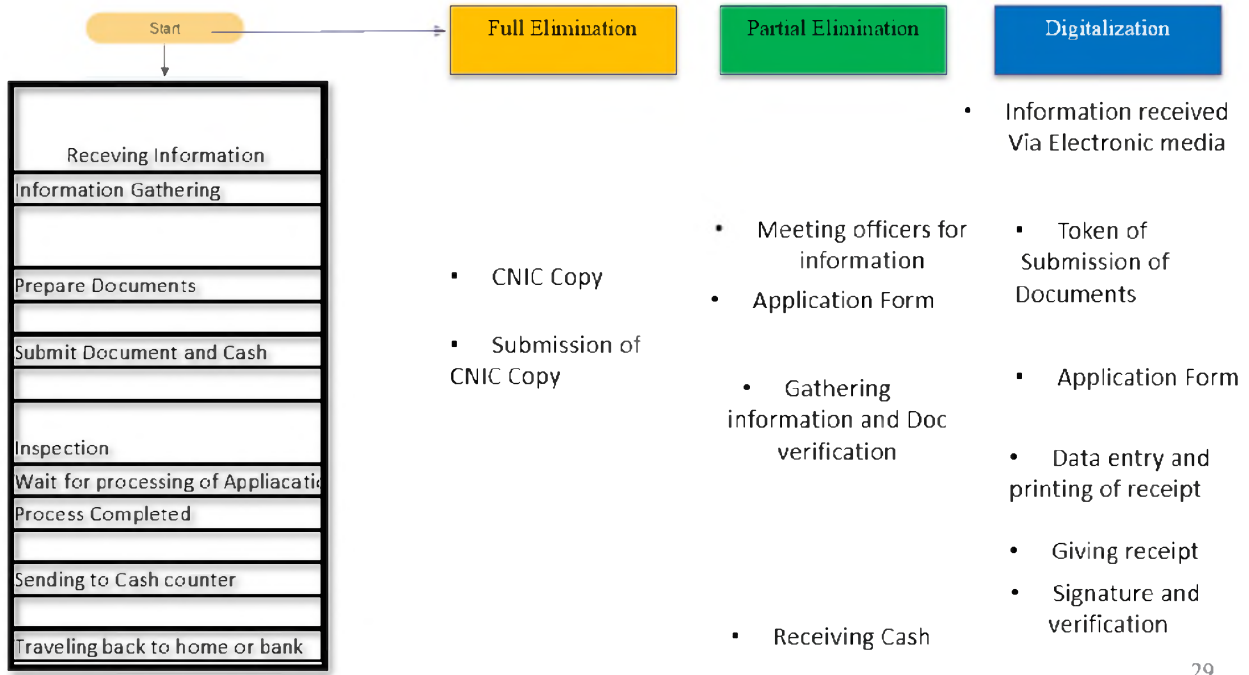 Start
Full Elimination
Partial Elimination
Digitalization
Receving Information
Information Gathering
Prepare Documents
Submit Document and Cash
Inspection
Wait for processing of Appliacatio
Process Completed
Sending to Cash counter
Traveling back to home or bank
▪ CNIC Copy
▪ Submission of
CNIC Copy
• Meeting officers for
information
• Application Form
• Gathering
information and Doc
verification
▪ Receiving Cash
• Information received
Via Electronic media
▪ Token of
Submission of
Documents
▪ Application Form
• Data entry and
printing of receipt
• Giving receipt
• Signature and
verification
29